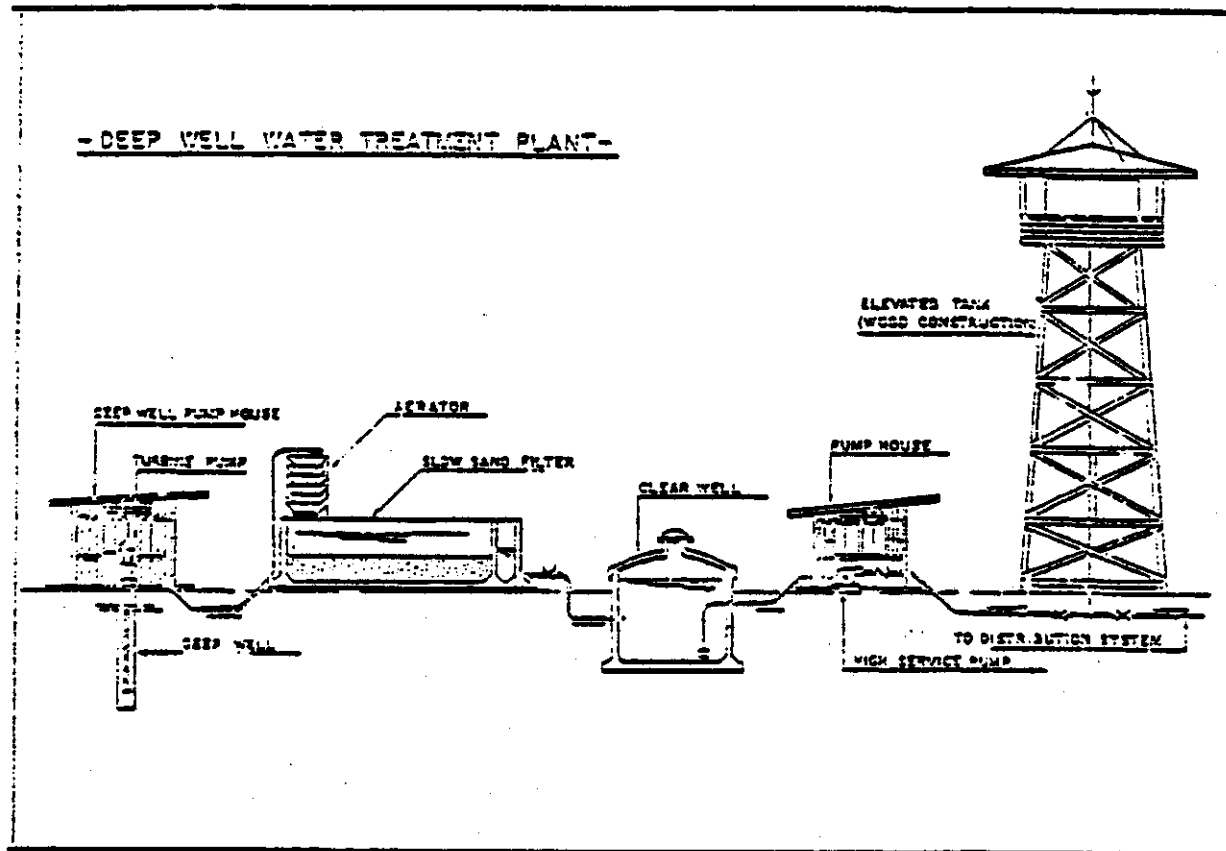 - DEEP WELL WATER TREATMENT PLANT -
ELEVATED TANK
(WOOD CONSTRUCTION)
DEEP WELL PUMP HOUSE
AERATOR
TURBINE PUMP
SLOW SAND FILTER
PUMP HOUSE
CLEAR WELL
DEEP WELL
TO DISTRIBUTION SYSTEM
HIGH SERVICE PUMP